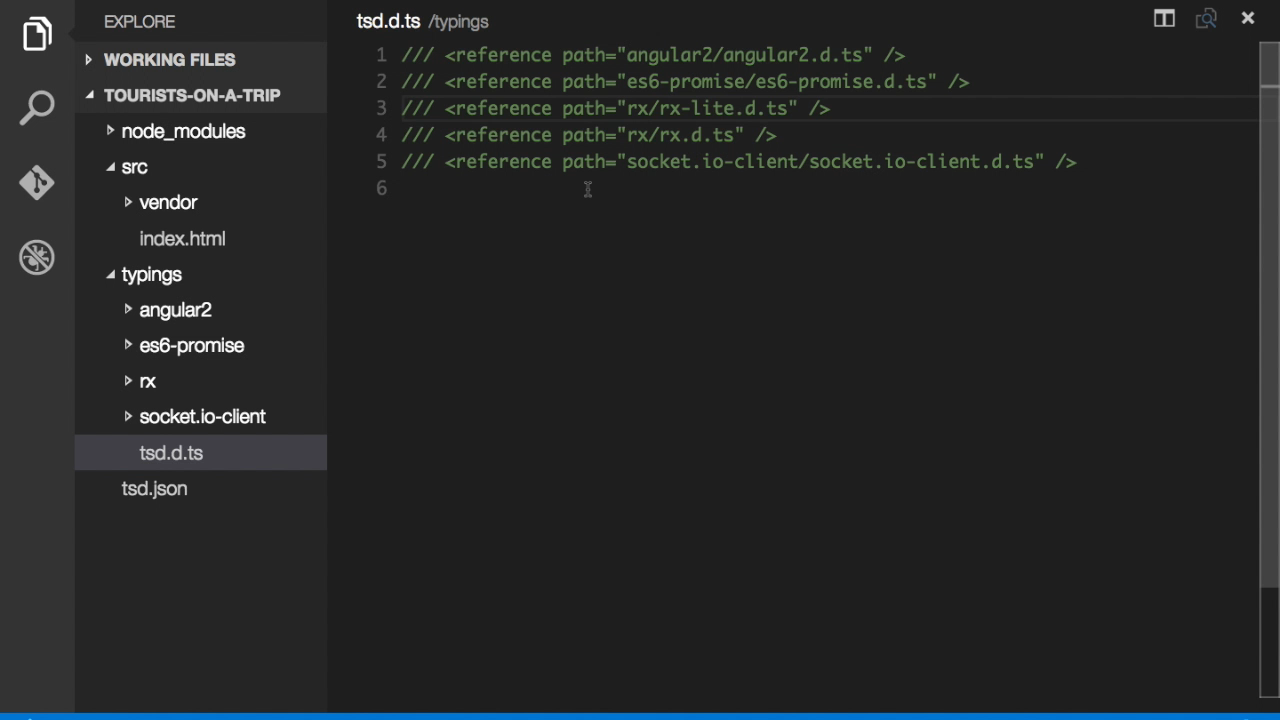 EXPLORE
WORKING FILES
TOURISTS-ON-A-TRIP
node_modules
src
vendor
index.html
typings
angular2
es6-promise
rx
socket.io-client
tsd.d.ts
tsd.json
tsd.d.ts /typings
1 /// <reference path="angular2/angular2.d.ts" />
2 /// <reference path="es6-promise/es6-promise.d.ts" />
3 /// <reference path="rx/rx-lite.d.ts" />
4 /// <reference path="rx/rx.d.ts" />
5 /// <reference path="socket.io-client/socket.io-client.d.ts" />
6